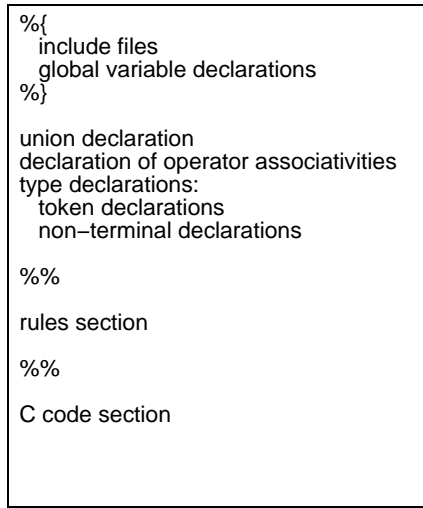 %{
include files
global variable declarations
%}
union declaration
declaration of operator associativities
type declarations:
token declarations
non−terminal declarations
%%
rules section
%%
C code section